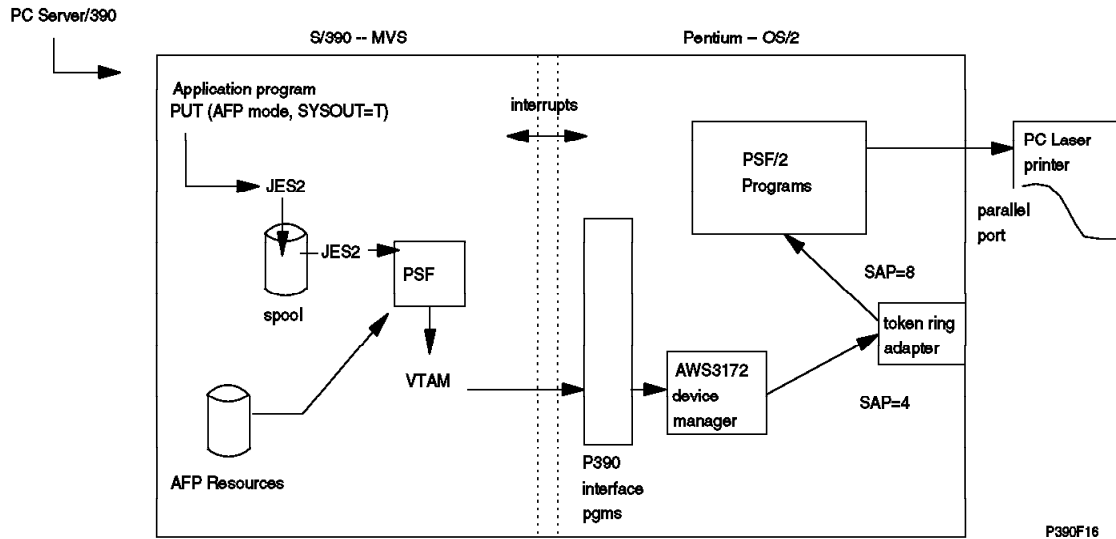 PC Server/390
S/390 -- MVS
Pentium – OS/2
Application program
PUT (AFP mode, SYSOUT=T)
interrupts
JES2
JES2
spool
PSF
VTAM
AFP Resources
P390
interface
pgms
AWS3172
device
manager
PSF/2
Programs
SAP=8
token ring
adapter
SAP=4
PC Laser
printer
parallel
port
P390F16